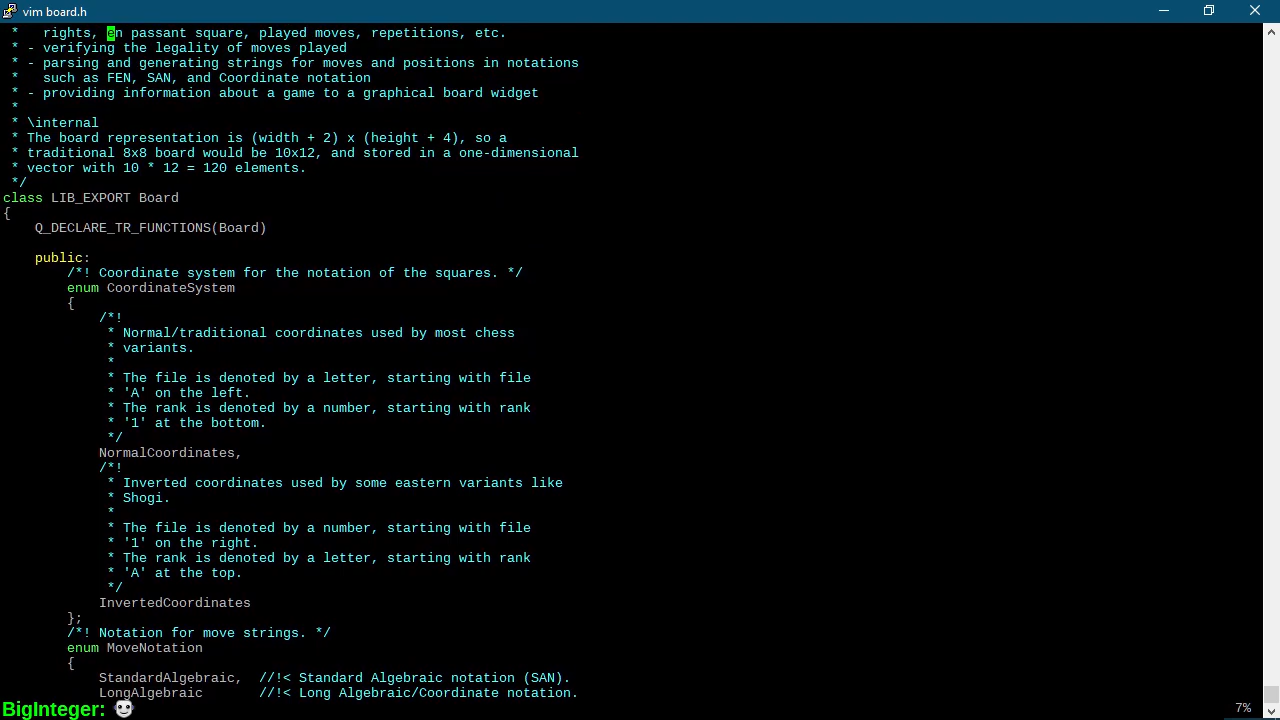 vim board.h
 *   rights, en passant square, played moves, repetitions, etc.
 * - verifying the legality of moves played
 * - parsing and generating strings for moves and positions in notations
 *   such as FEN, SAN, and Coordinate notation
 * - providing information about a game to a graphical board widget
 *
 * \internal
 * The board representation is (width + 2) x (height + 4), so a
 * traditional 8x8 board would be 10x12, and stored in a one-dimensional
 * vector with 10 * 12 = 120 elements.
 */
class LIB_EXPORT Board
{
    Q_DECLARE_TR_FUNCTIONS(Board)

    public:
        /*! Coordinate system for the notation of the squares. */
        enum CoordinateSystem
        {
            /*!
             * Normal/traditional coordinates used by most chess
             * variants.
             *
             * The file is denoted by a letter, starting with file
             * 'A' on the left.
             * The rank is denoted by a number, starting with rank
             * '1' at the bottom.
             */
            NormalCoordinates,
            /*!
             * Inverted coordinates used by some eastern variants like
             * Shogi.
             *
             * The file is denoted by a number, starting with file
             * '1' on the right.
             * The rank is denoted by a letter, starting with rank
             * 'A' at the top.
             */
            InvertedCoordinates
        };
        /*! Notation for move strings. */
        enum MoveNotation
        {
            StandardAlgebraic,  //!< Standard Algebraic notation (SAN).
            LongAlgebraic       //!< Long Algebraic/Coordinate notation.
BigInteger:
7%